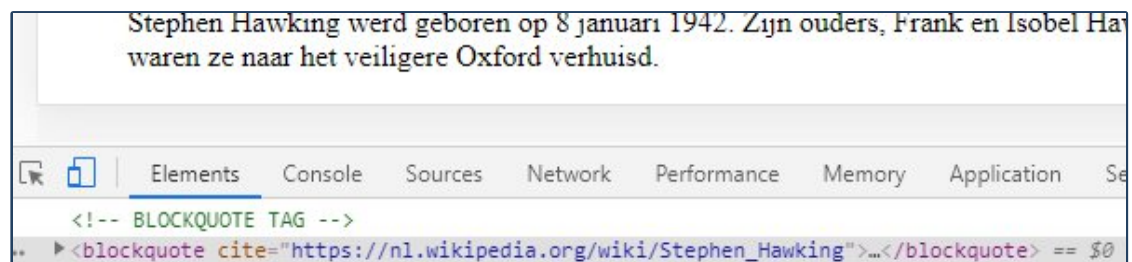 Stephen Hawking werd geboren op 8 januari 1942. Zijn ouders, Frank en Isobel
waren ze naar het veiligere Oxford verhuisd.
Elements Console Sources Network Performance Memory Application
<!-- BLOCKQUOTE TAG -->
<blockquote cite="https://nl.wikipedia.org/wiki/Stephen_Hawking">…</blockquote> == $0